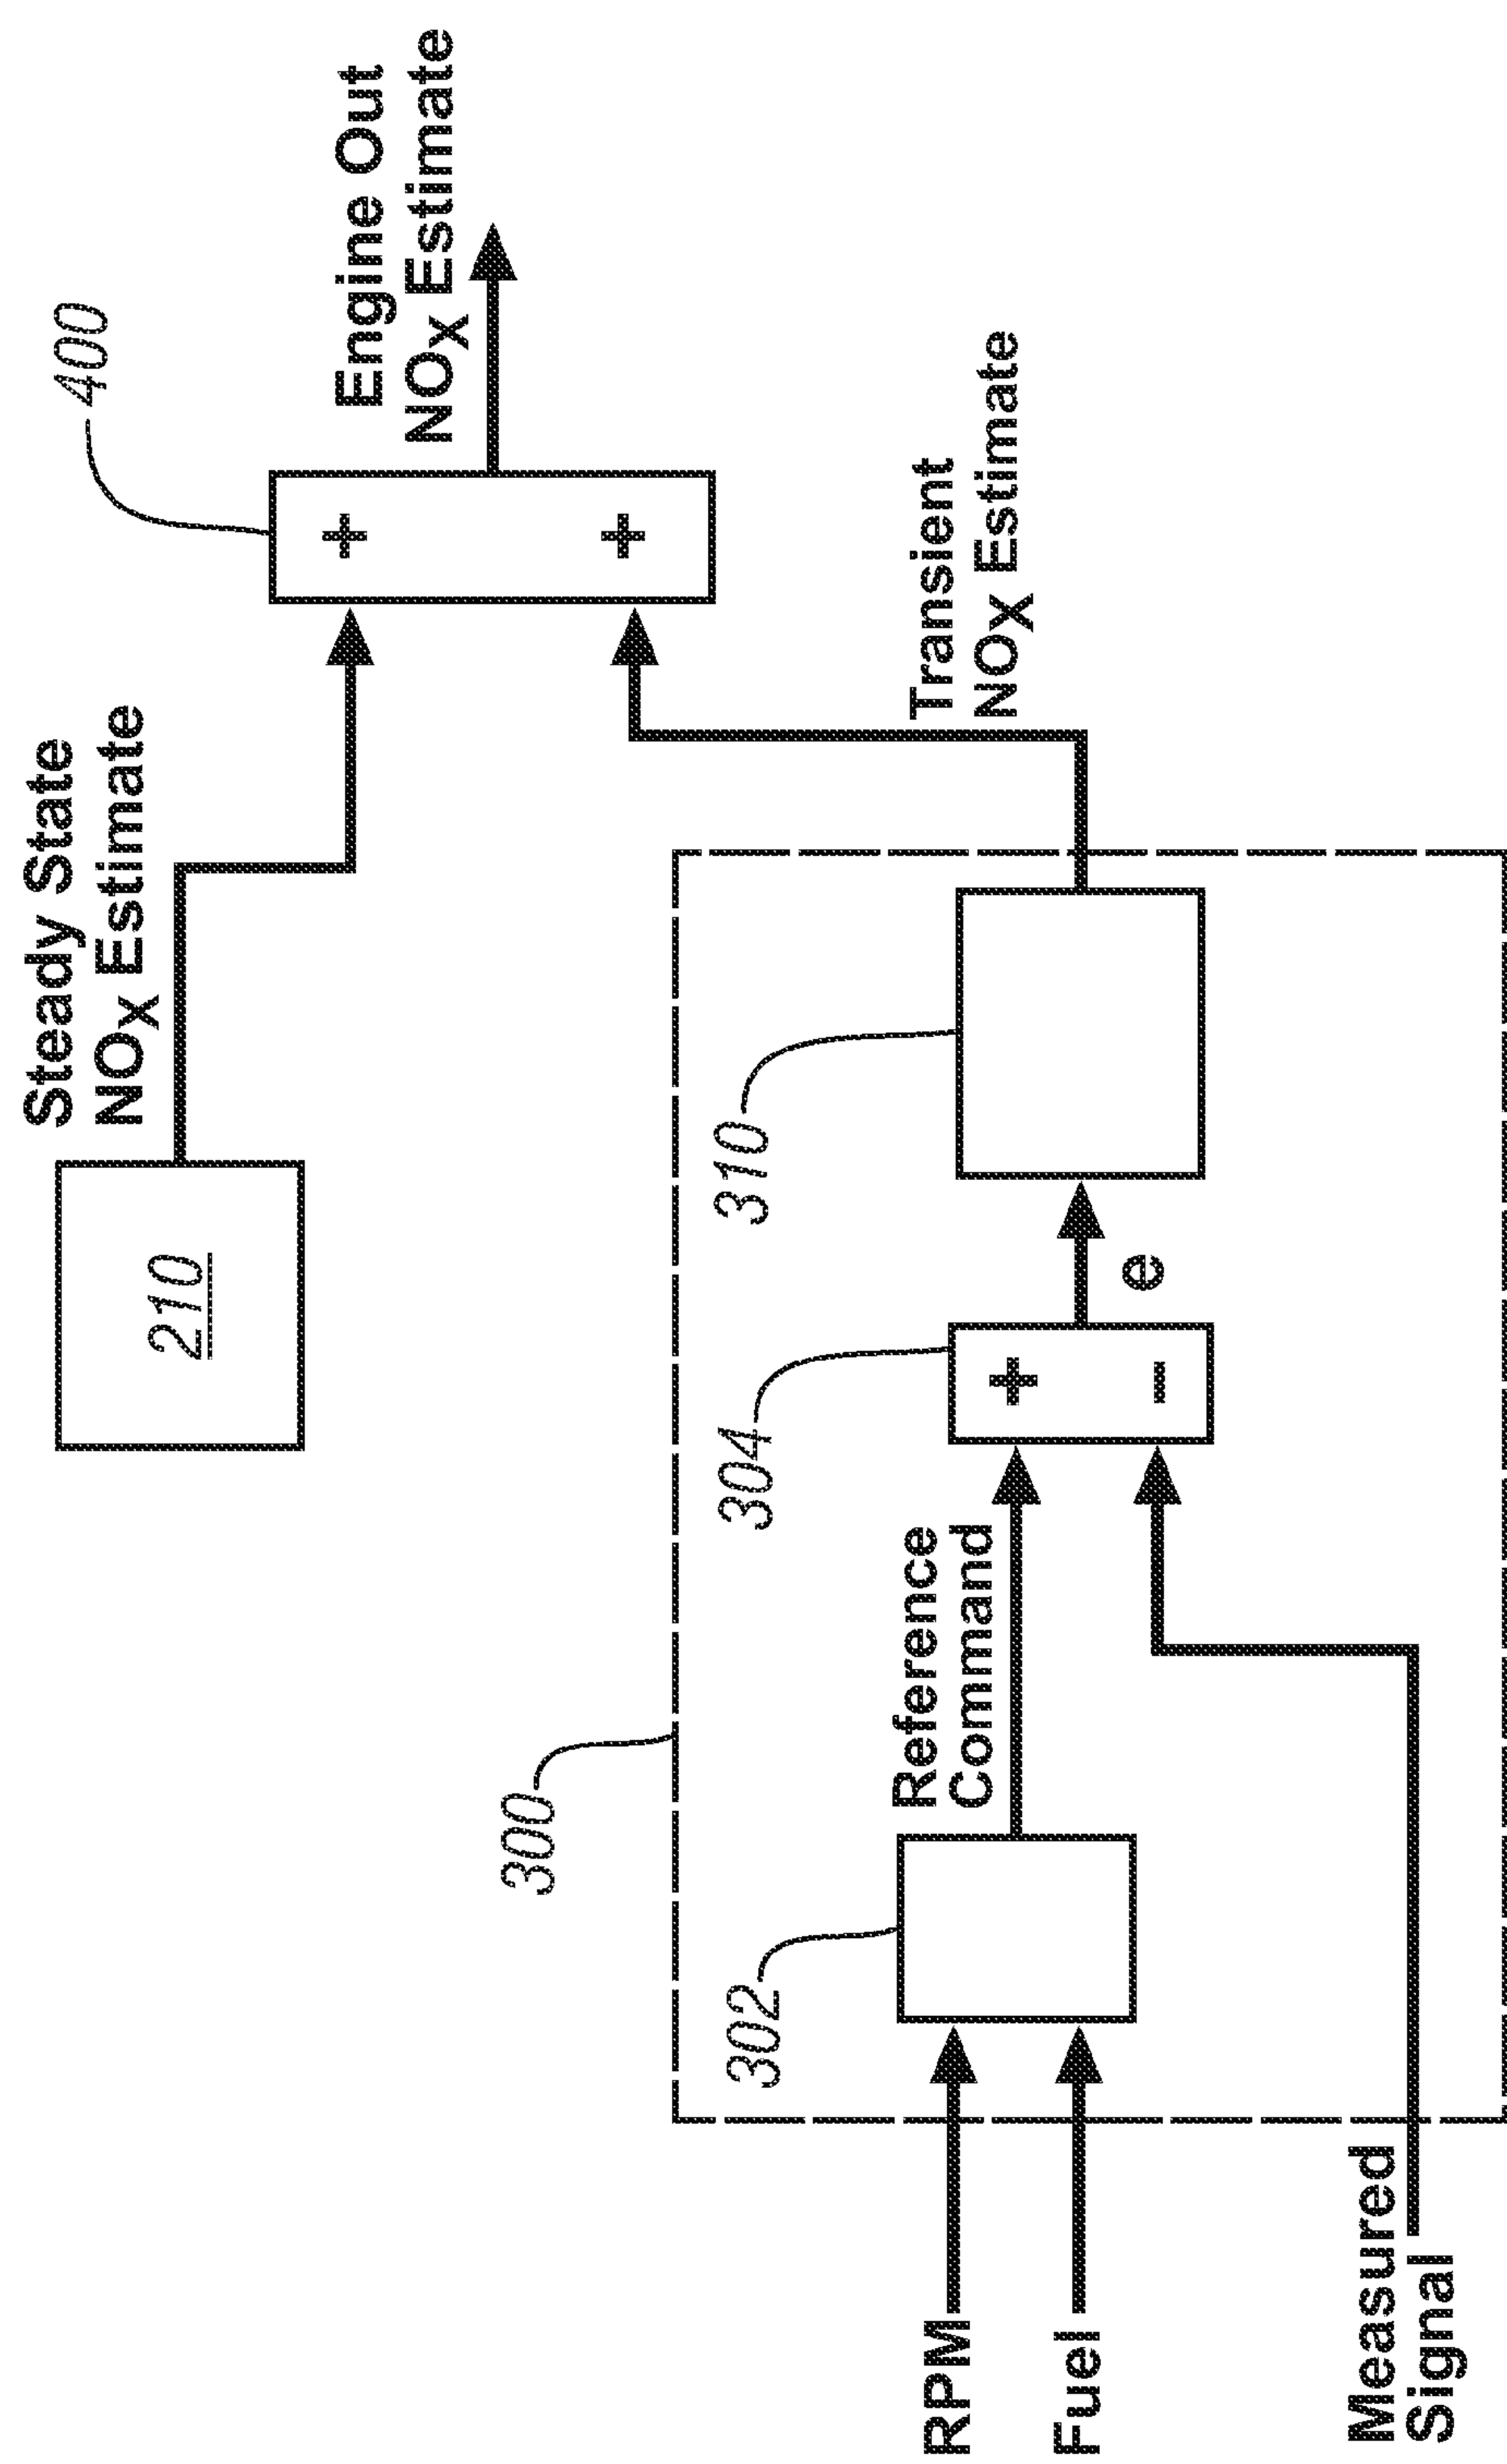 Steady State
NOX Estimate
210
400
+
+
Engine Out
NOX Estimate
300
RPM
Fuel
302
Reference
Command
304
+
−
e
310
Transient
NOX Estimate
Measured
Signal